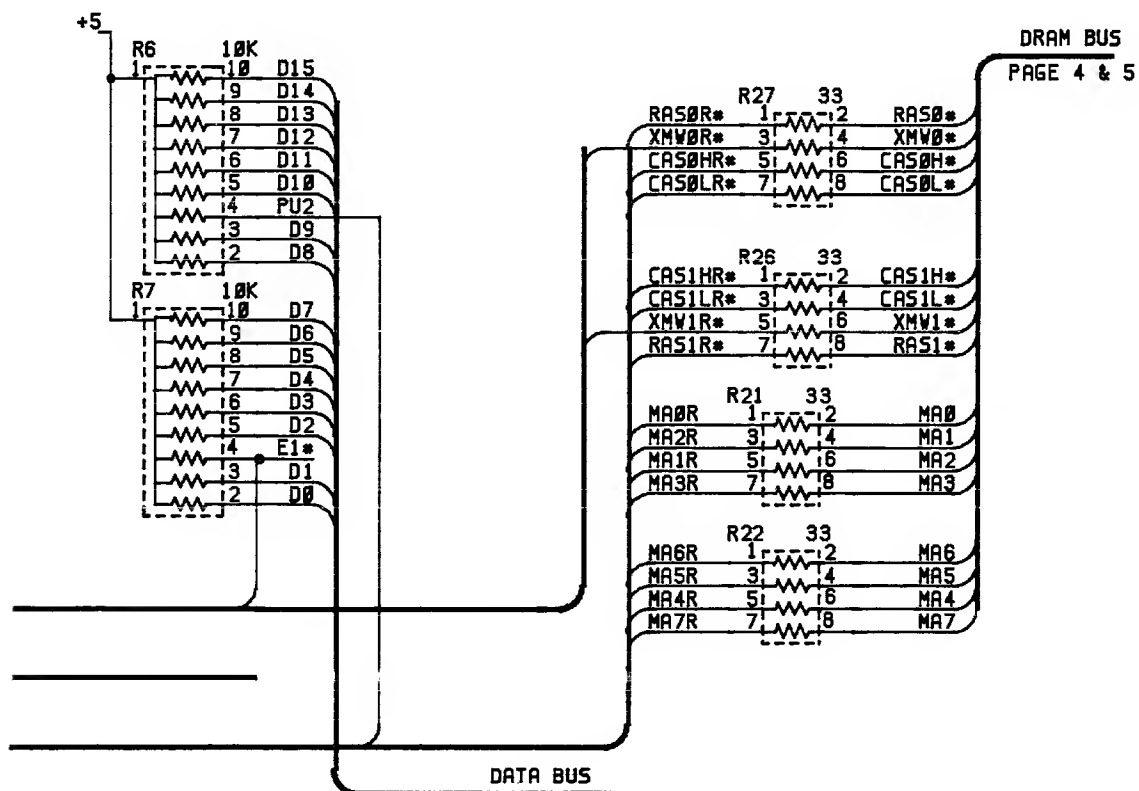 +5
R6 10K
1 10 D15
9 D14
8 D13
7 D12
6 D11
5 D10
4 PU2
3 D9
2 D8
R7 10K
1 10 D7
9 D6
8 D5
7 D4
6 D3
5 D2
4 E1*
3 D1
2 D0
DRAM BUS
PAGE 4 & 5
R27 33
RAS0R* 1 2 RAS0*
XMW0R* 3 4 XMW0*
CAS0HR* 5 6 CAS0H*
CAS0LR* 7 8 CAS0L*
R26 33
CAS1HR* 1 2 CAS1H*
CAS1LR* 3 4 CAS1L*
XMW1R* 5 6 XMW1*
RAS1R* 7 8 RAS1*
R21 33
MA0R 1 2 MA0
MA2R 3 4 MA1
MA1R 5 6 MA2
MA3R 7 8 MA3
R22 33
MA6R 1 2 MA6
MA5R 3 4 MA5
MA4R 5 6 MA4
MA7R 7 8 MA7
DATA BUS